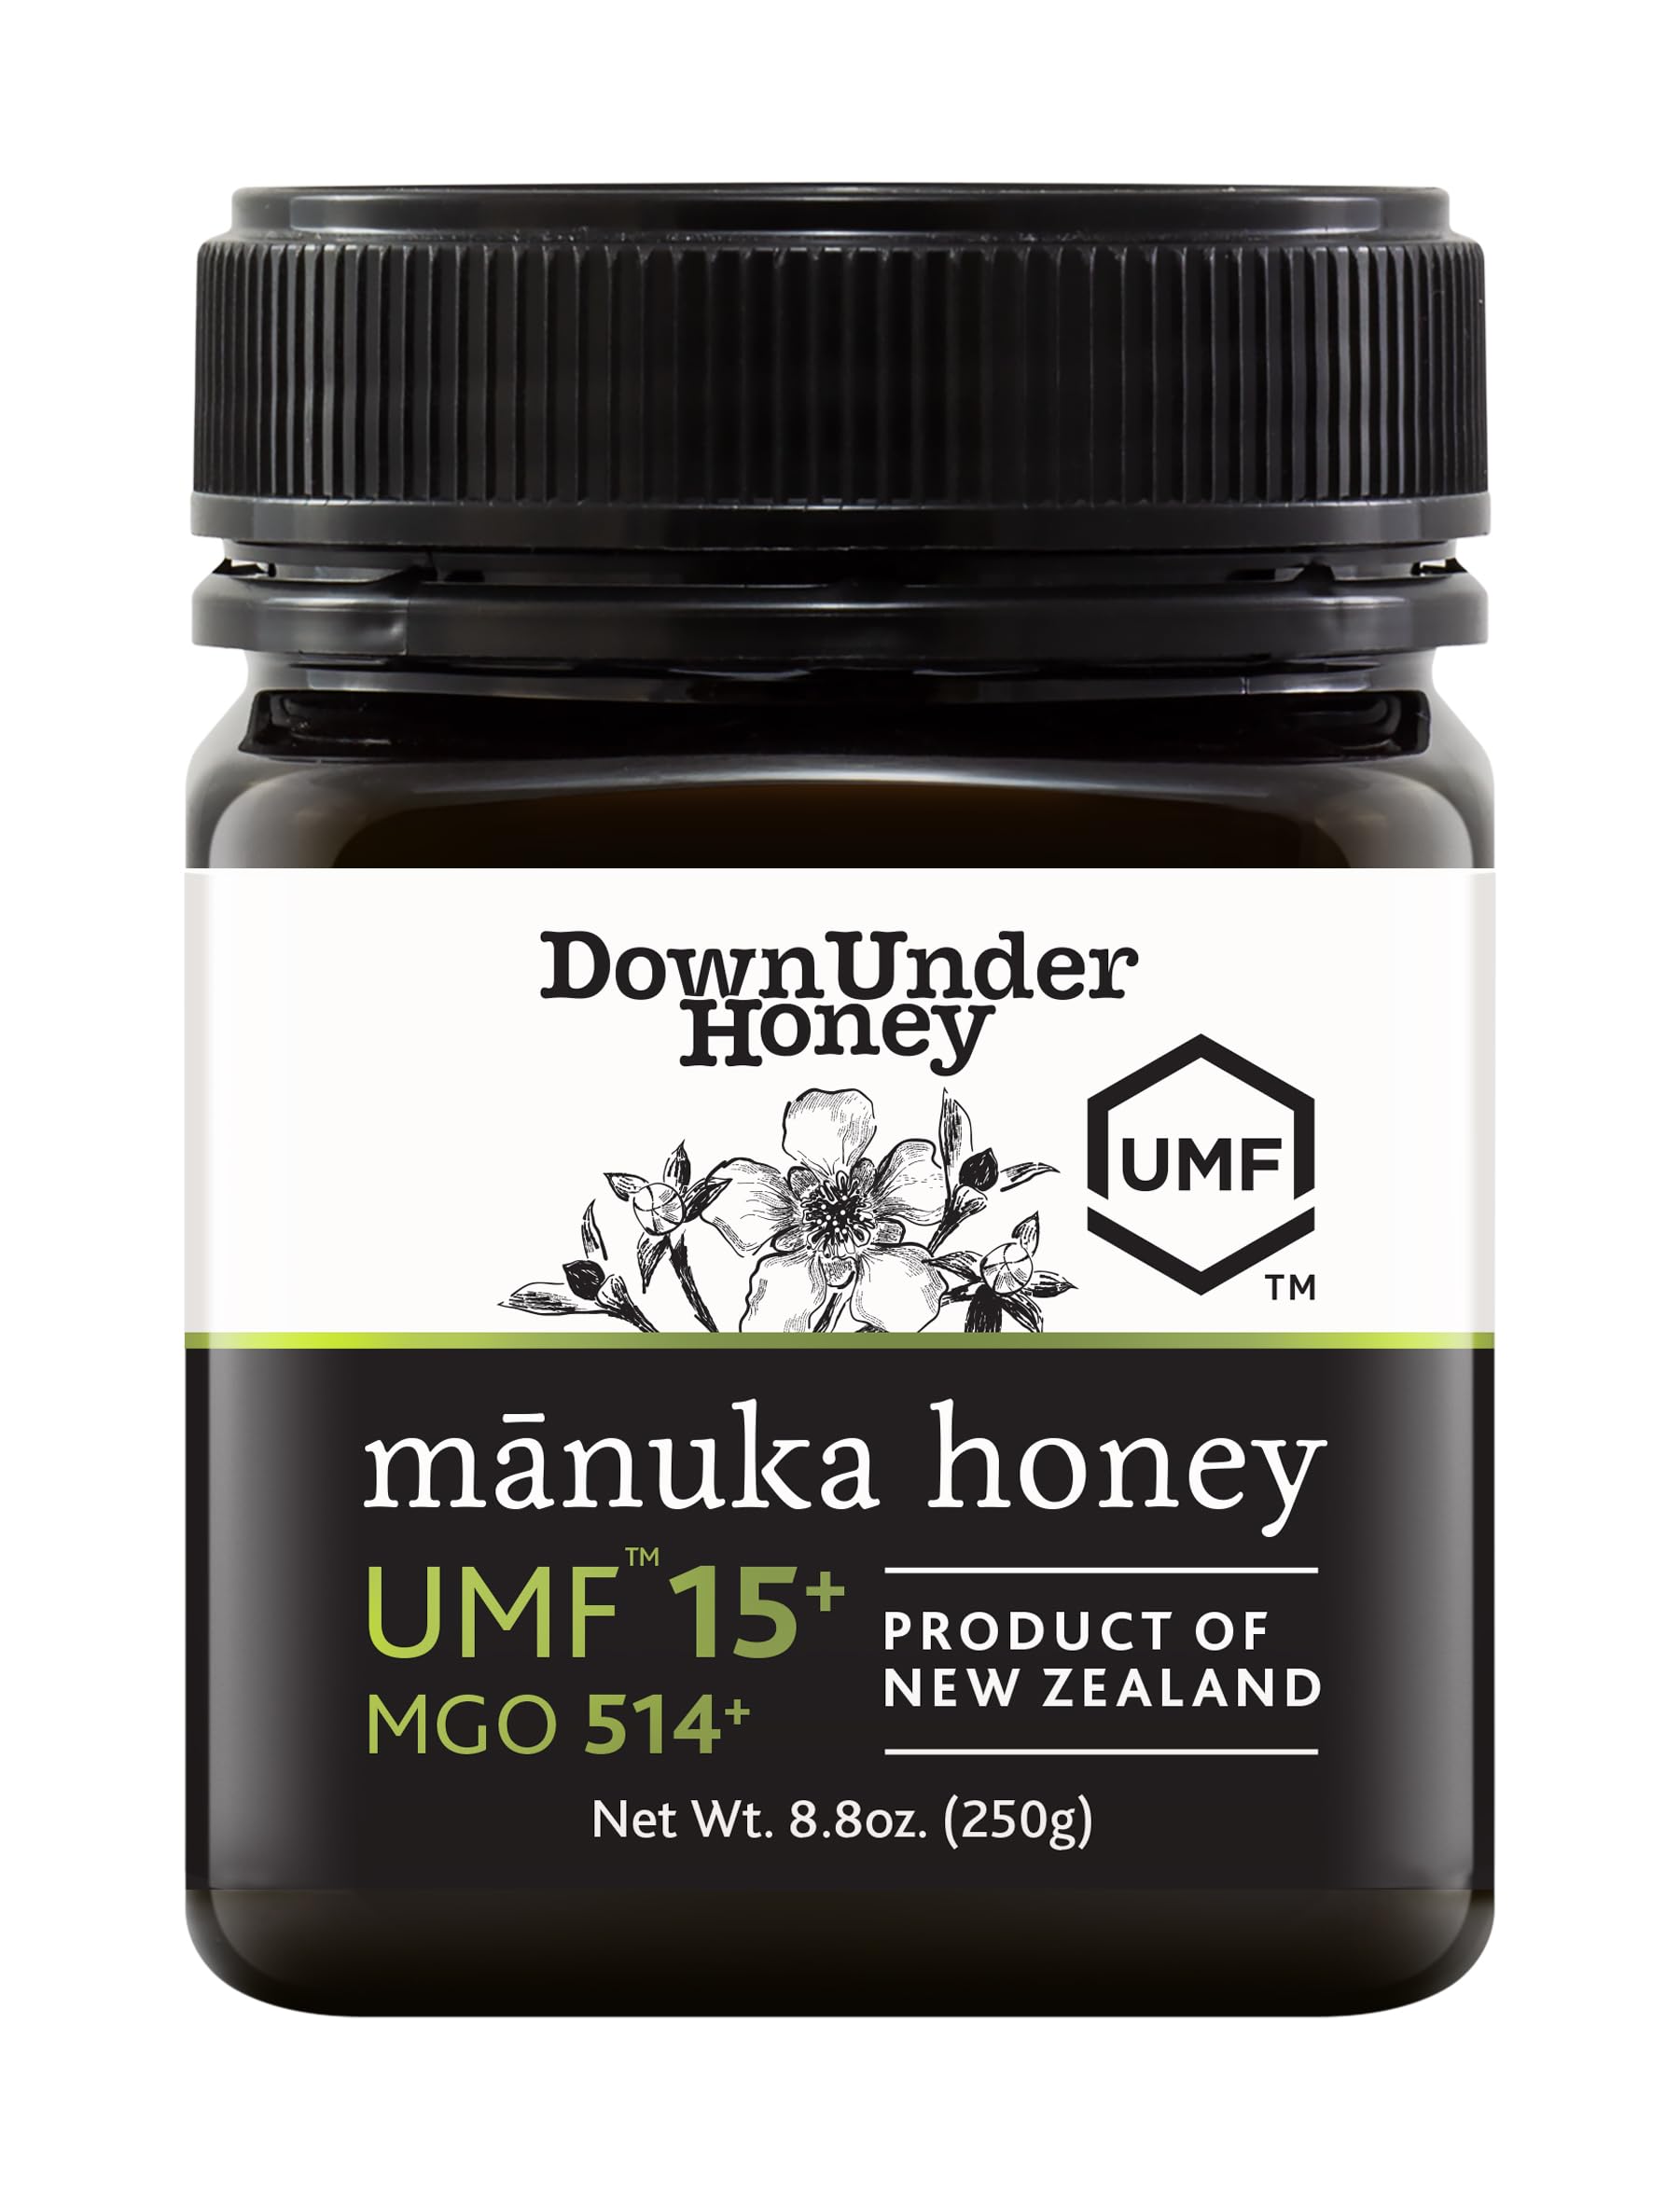 DownUnder
Honey
UMF
TM
mānuka honey
UMF™ 15+
MGO 514+
PRODUCT OF
NEW ZEALAND
Net Wt. 8.8oz. (250g)